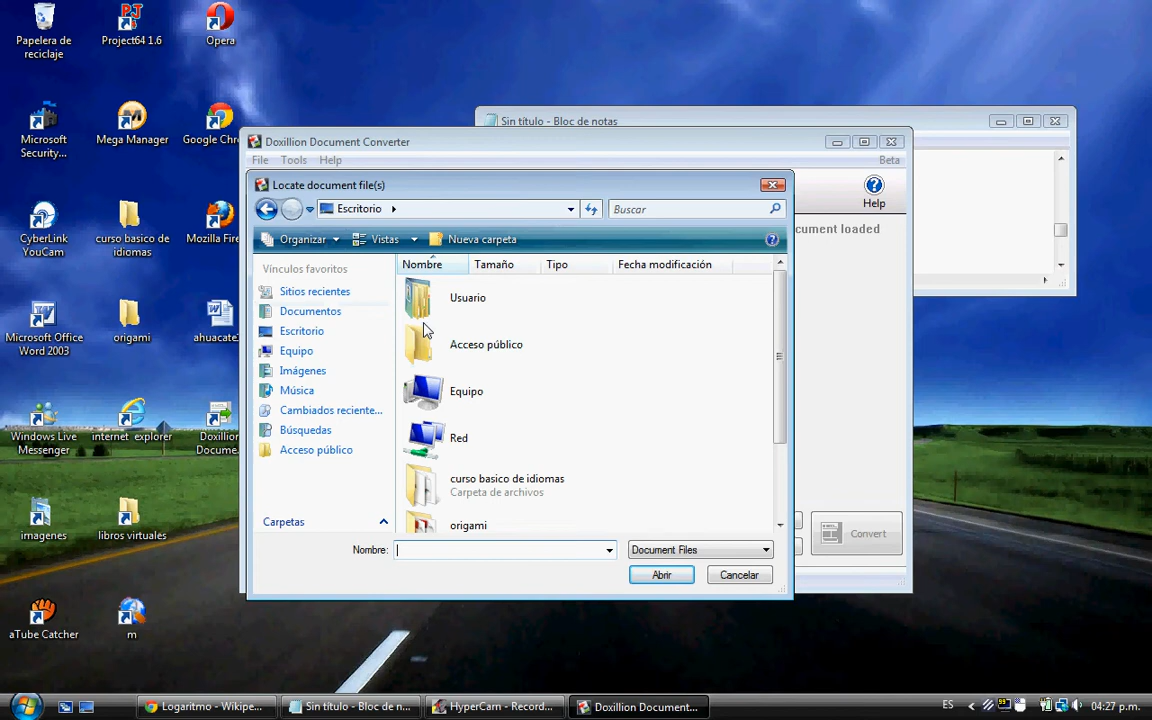 Papelera de
reciclaje
Project64 1.6
Opera
Microsoft
Security...
Mega Manager
Google Chr
CyberLink
YouCam
curso basico de
idiomas
Mozilla Fire
Microsoft Office
Word 2003
origami
ahuacate
Windows Live
Messenger
internet explorer
Doxillion
Docume..
imagenes
libros virtuales
aTube Catcher
m
Sin título - Bloc de notas
Doxillion Document Converter
File Tools Help
Beta
Help
cument loaded
Convert
Locate document file(s)
Escritorio
Buscar
Organizar Vistas Nueva carpeta
Vínculos favoritos
Sitios recientes
Documentos
Escritorio
Equipo
Imágenes
Música
Cambiados reciente...
Búsquedas
Acceso público
Carpetas
Nombre Tamaño Tipo Fecha modificación
Usuario
Acceso público
Equipo
Red
curso basico de idiomas
Carpeta de archivos
origami
Nombre:
Document Files
Abrir Cancelar
Logaritmo - Wikipe...
Sin título - Bloc de n...
HyperCam - Record...
Doxillion Document...
ES
04:27 p.m.